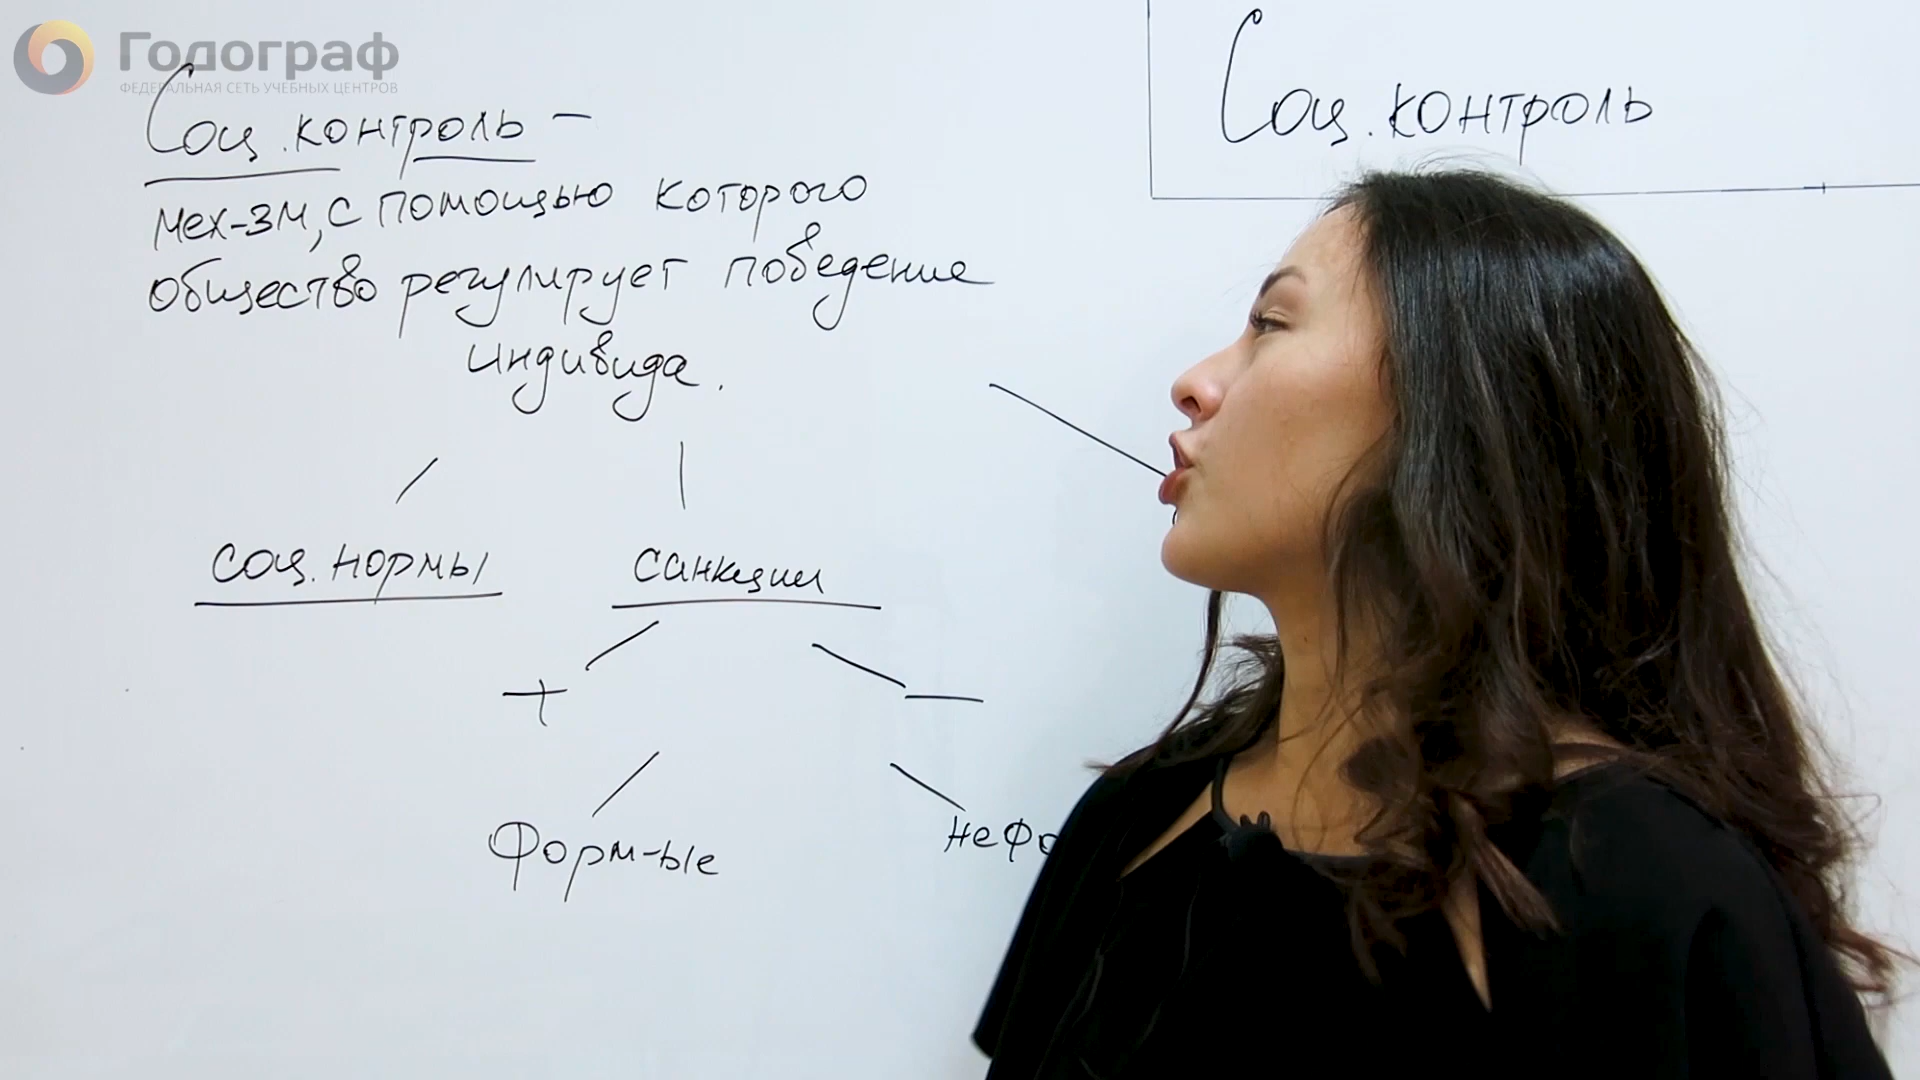 Годограф
ФЕДЕРАЛЬНАЯ СЕТЬ УЧЕБНЫХ ЦЕНТРОВ
Соц. контроль –
мех-зм, с помощью которого
общество регулирует поведение
индивида.
соц. нормы санкции
+ –
Форм-ые
Соц. контроль